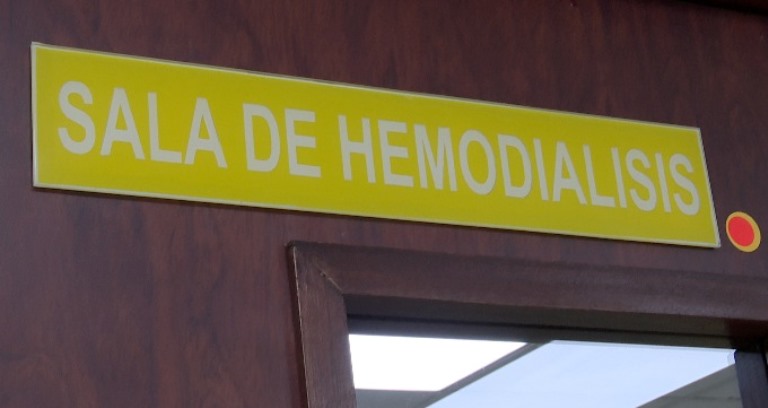 SALA DE HEMODIALISIS